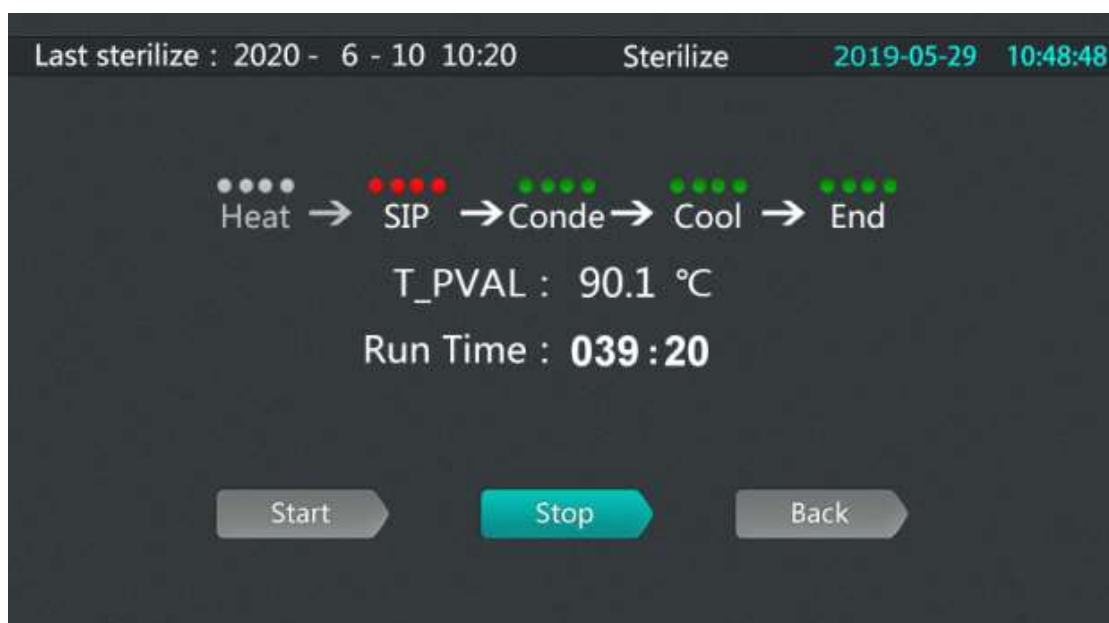 Last sterilize : 2020 - 6 - 10 10:20 Sterilize 2019-05-29 10:48:48
Heat → SIP → Conde → Cool → End
T_PVAL : 90.1 ℃
Run Time : 039 : 20
Start Stop Back